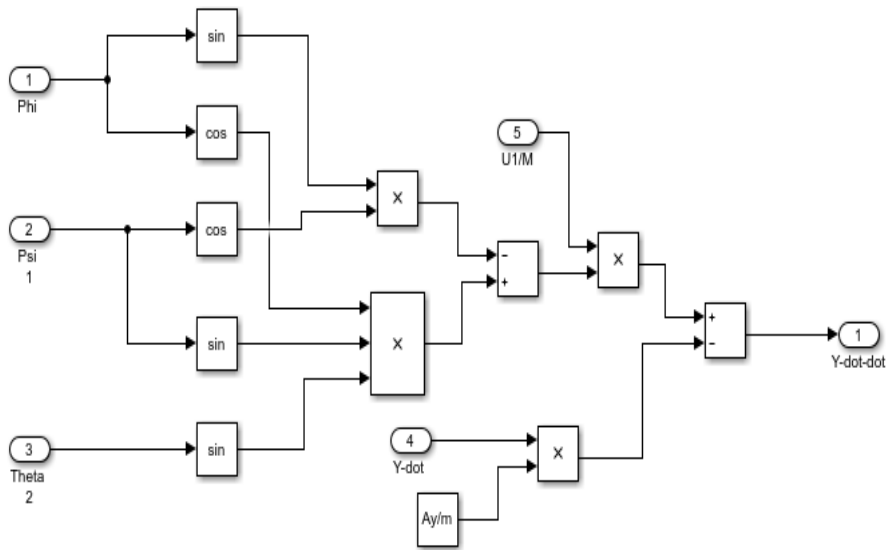 1
Phi
sin
cos
2
Psi
1
cos
sin
3
Theta
2
sin
X
X
5
U1/M
-
+
X
4
Y-dot
Ay/m
X
+
-
1
Y-dot-dot